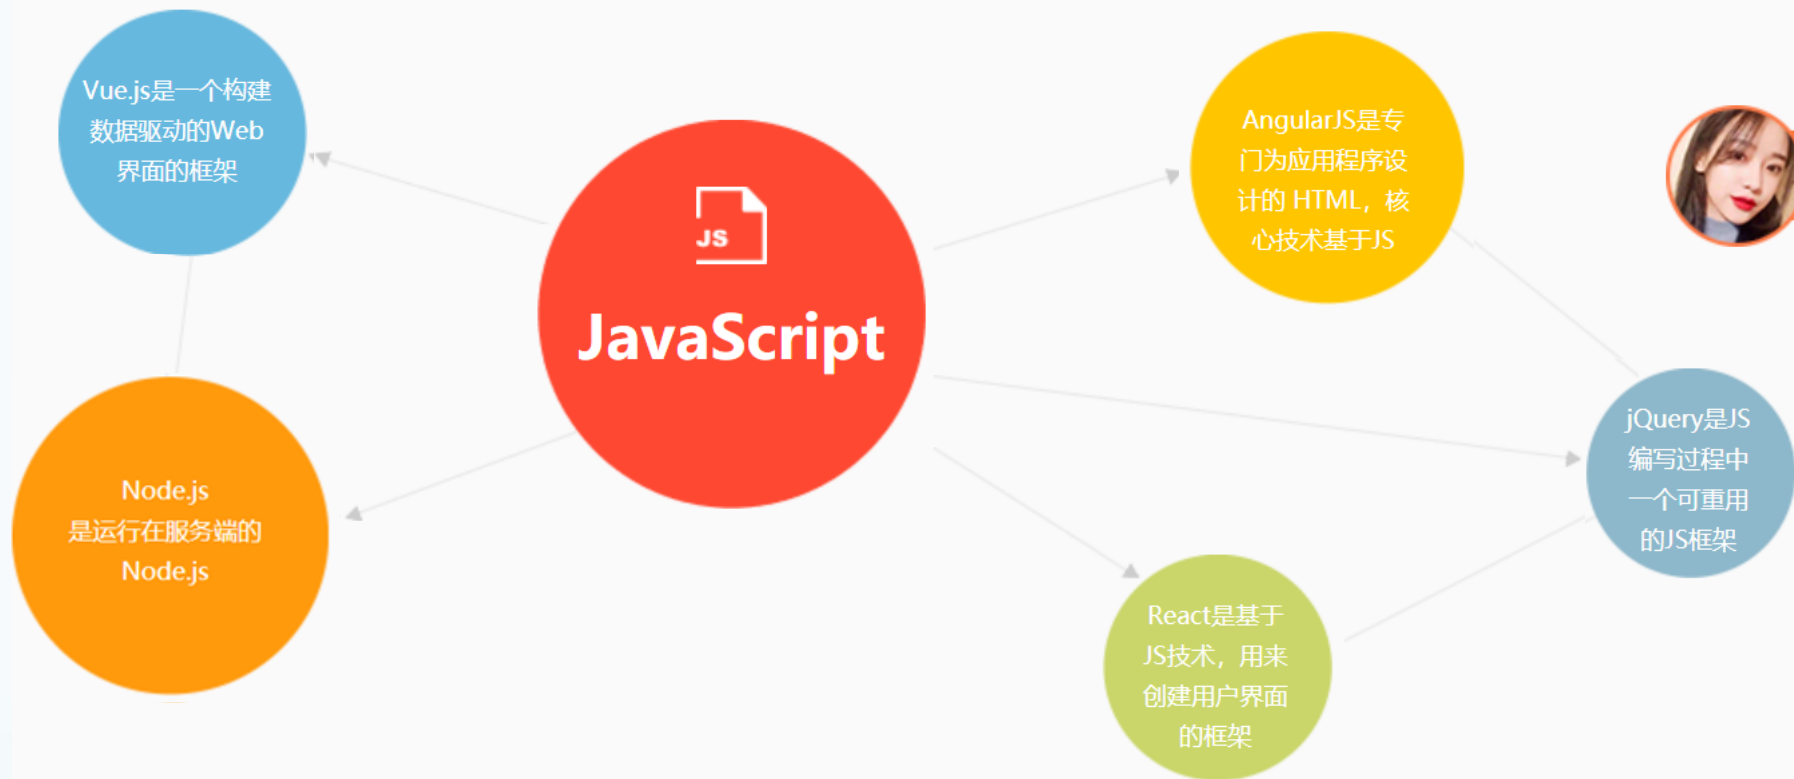 Vue.js是一个构建
数据驱动的Web
界面的框架
JS
JavaScript
AngularJS是专
门为应用程序设
计的 HTML，核
心技术基于JS
Node.js
是运行在服务端的
Node.js
jQuery是JS
编写过程中
一个可重用
的JS框架
React是基于
JS技术，用来
创建用户界面
的框架